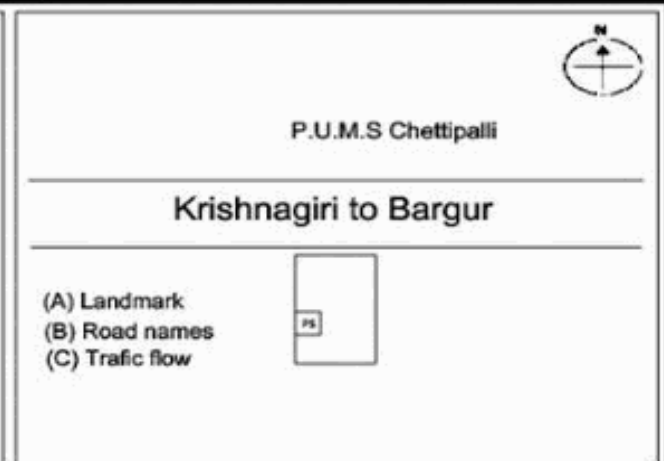 N
P.U.M.S Chettipalli
Krishnagiri to Bargur
(A) Landmark
(B) Road names
(C) Trafic flow
PS